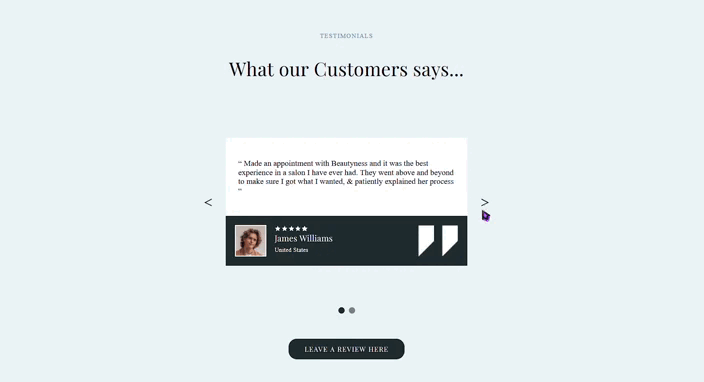 TESTIMONIALS
What our Customers says...
“ Made an appointment with Beautyness and it was the best
experience in a salon I have ever had. They went above and beyond
to make sure I got what I wanted, & patiently explained her process
”
<
>
James Williams
United States
LEAVE A REVIEW HERE